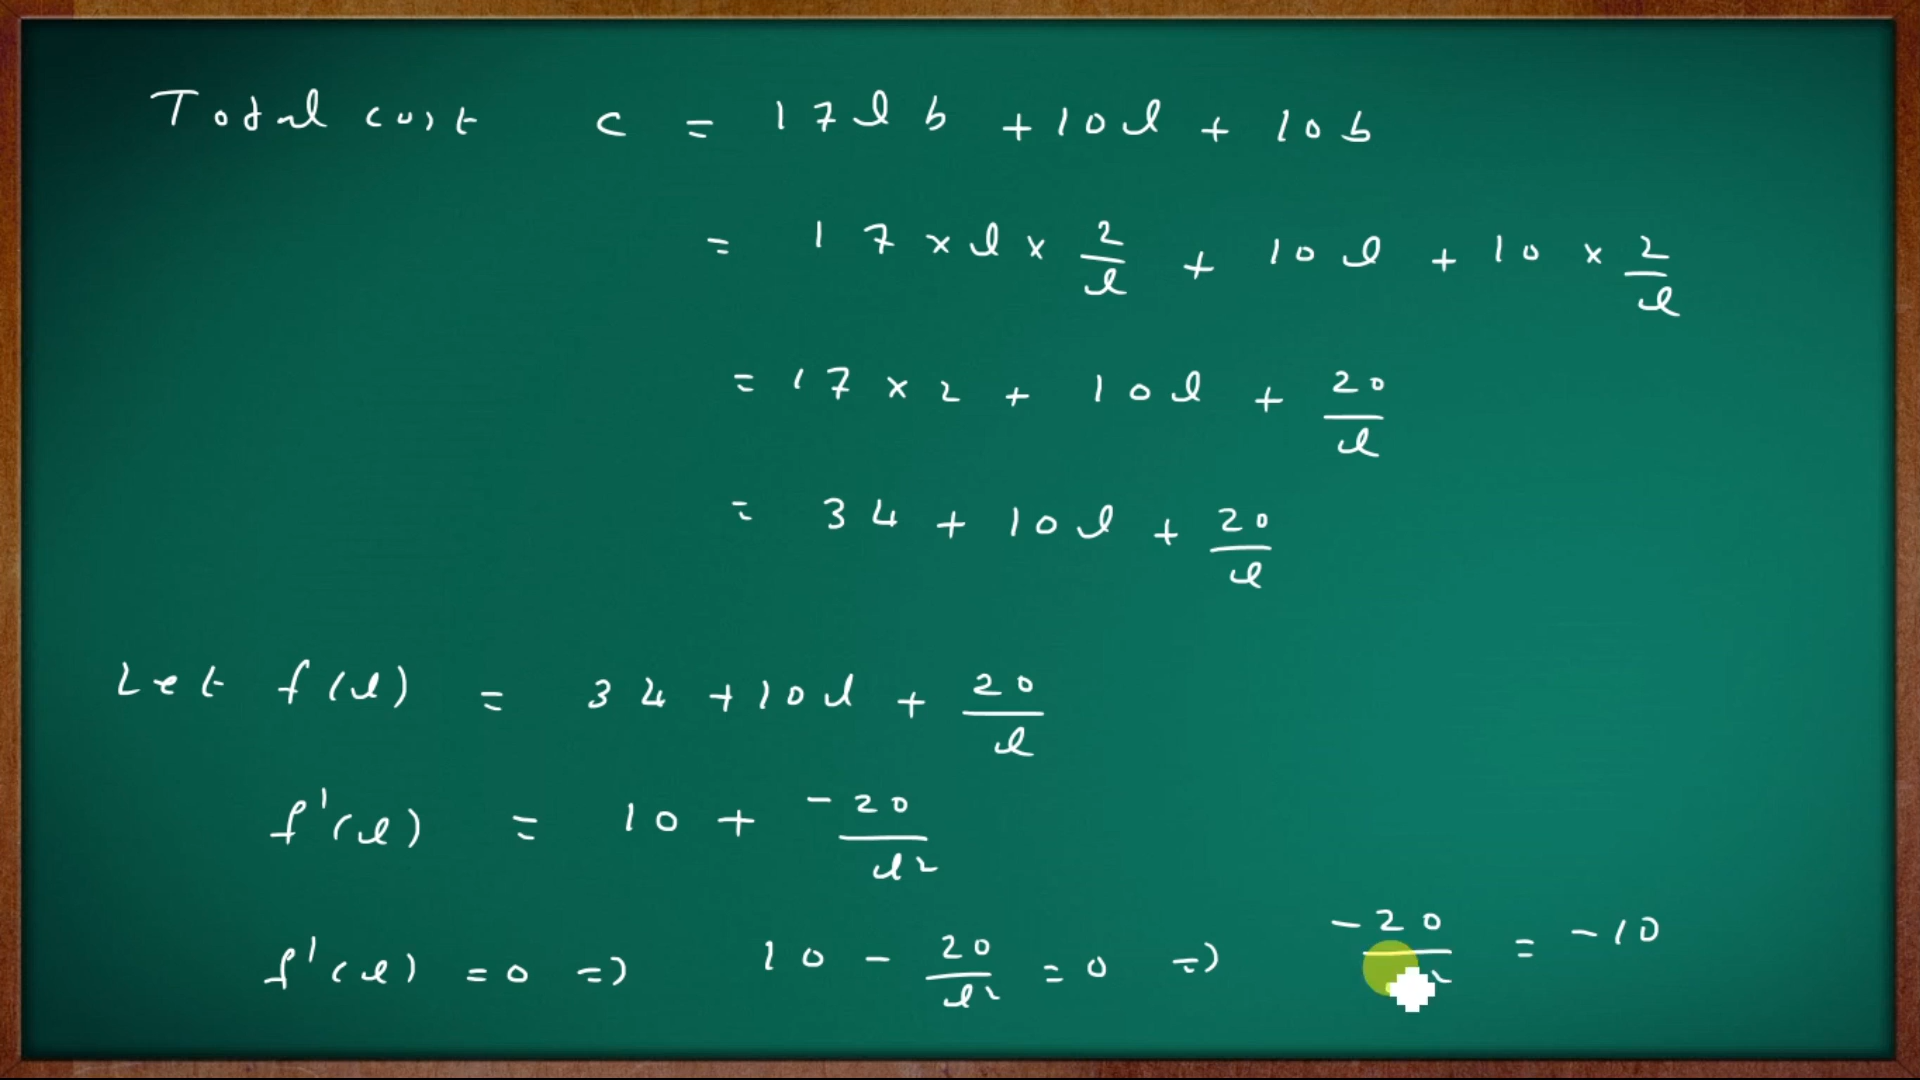 Total cost c = 17lb + 10l + 10b
= 17 × l × 2/l + 10l + 10 × 2/l
= 17 × 2 + 10l + 20/l
= 34 + 10l + 20/l
Let f(l) = 34 + 10l + 20/l
f'(l) = 10 + -20/l²
f'(l) = 0 => 10 - 20/l² = 0 => -20/ ² = -10